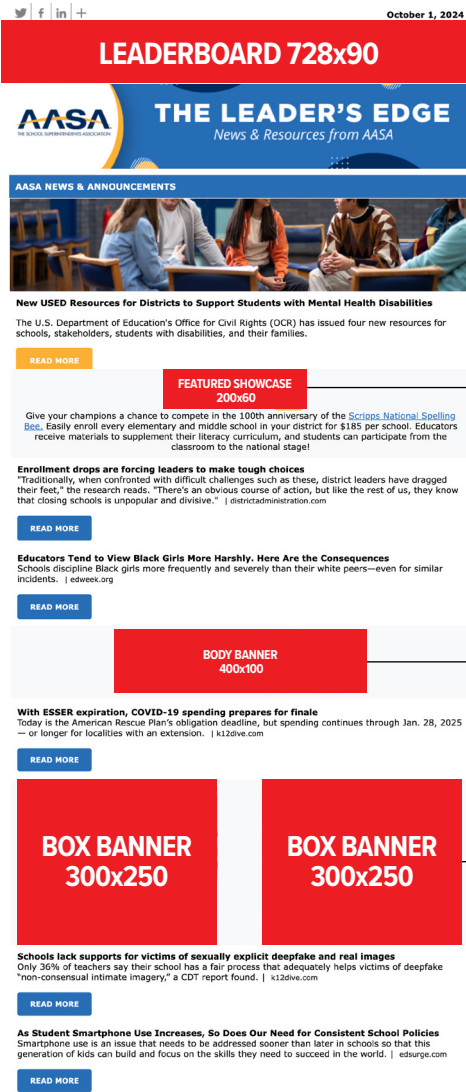 October 1, 2024
LEADERBOARD 728x90
AASA
THE SCHOOL SUPERINTENDENTS ASSOCIATION
THE LEADER'S EDGE
News & Resources from AASA
AASA NEWS & ANNOUNCEMENTS
New USED Resources for Districts to Support Students with Mental Health Disabilities
The U.S. Department of Education's Office for Civil Rights (OCR) has issued four new resources for
schools, stakeholders, students with disabilities, and their families.
READ MORE
FEATURED SHOWCASE
200x60
Give your champions a chance to compete in the 100th anniversary of the Scripps National Spelling
Bee. Easily enroll every elementary and middle school in your district for $185 per school. Educators
receive materials to supplement their literacy curriculum, and students can participate from the
classroom to the national stage!
Enrollment drops are forcing leaders to make tough choices
"Traditionally, when confronted with difficult challenges such as these, district leaders have dragged
their feet," the research reads. "There's an obvious course of action, but like the rest of us, they know
that closing schools is unpopular and divisive." | districtadministration.com
READ MORE
Educators Tend to View Black Girls More Harshly. Here Are the Consequences
Schools discipline Black girls more frequently and severely than their white peers—even for similar
incidents. | edweek.org
READ MORE
BODY BANNER
400x100
With ESSER expiration, COVID-19 spending prepares for finale
Today is the American Rescue Plan's obligation deadline, but spending continues through Jan. 28, 2025
— or longer for localities with an extension. | k12dive.com
READ MORE
BOX BANNER
300x250
BOX BANNER
300x250
Schools lack supports for victims of sexually explicit deepfake and real images
Only 36% of teachers say their school has a fair process that adequately helps victims of deepfake
"non-consensual intimate imagery," a CDT report found. | k12dive.com
READ MORE
As Student Smartphone Use Increases, So Does Our Need for Consistent School Policies
Smartphone use is an issue that needs to be addressed sooner than later in schools so that this
generation of kids can build and focus on the skills they need to succeed in the world. | edsurge.com
READ MORE